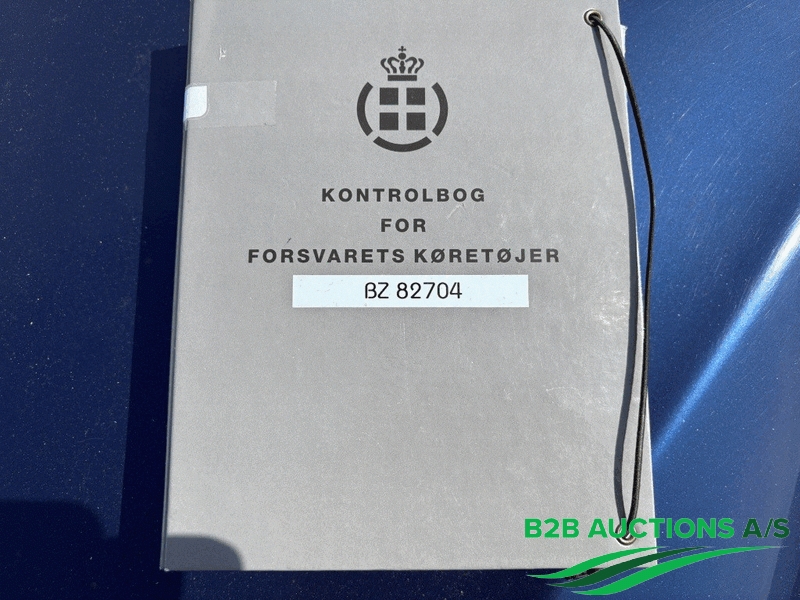 KONTROLBOG
FOR
FORSVARETS KØRETØJER
BZ 82704
B2B AUCTIONS A/S